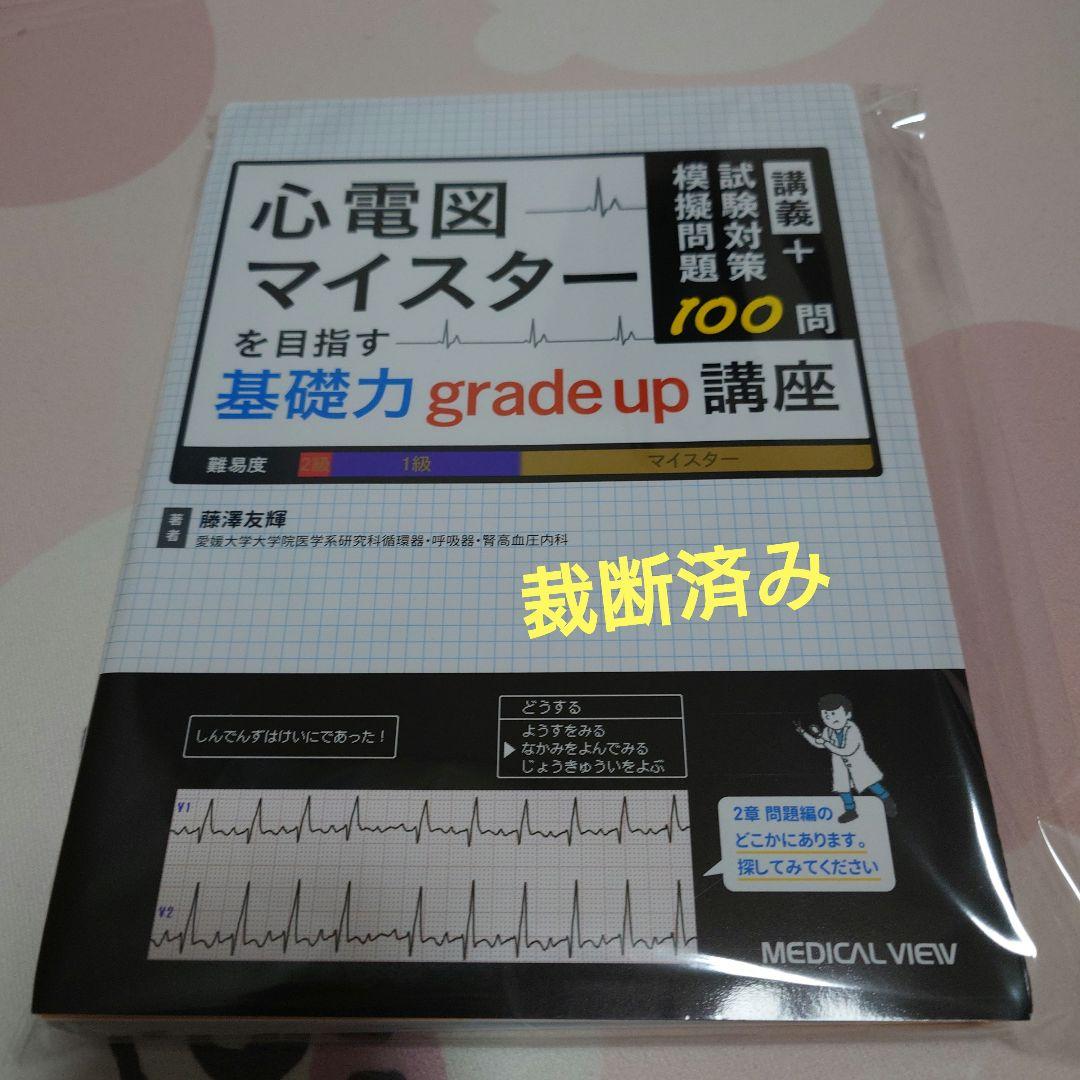 心電図
マイスター
を目指す
基礎力 grade up 講座
講義+
試験対策
模擬問題
100問
難易度 2級 1級 マイスター
著者 藤澤友輝
愛媛大学大学院医学系研究科循環器・呼吸器・腎高血圧内科
裁断済み
しんでんずはけいにであった!
どうする
ようすをみる
▶なかみをよんでみる
じょうきゅういをよぶ
V1
V2
2章 問題編の
どこかにあります。
探してみてください
MEDICAL VIEW